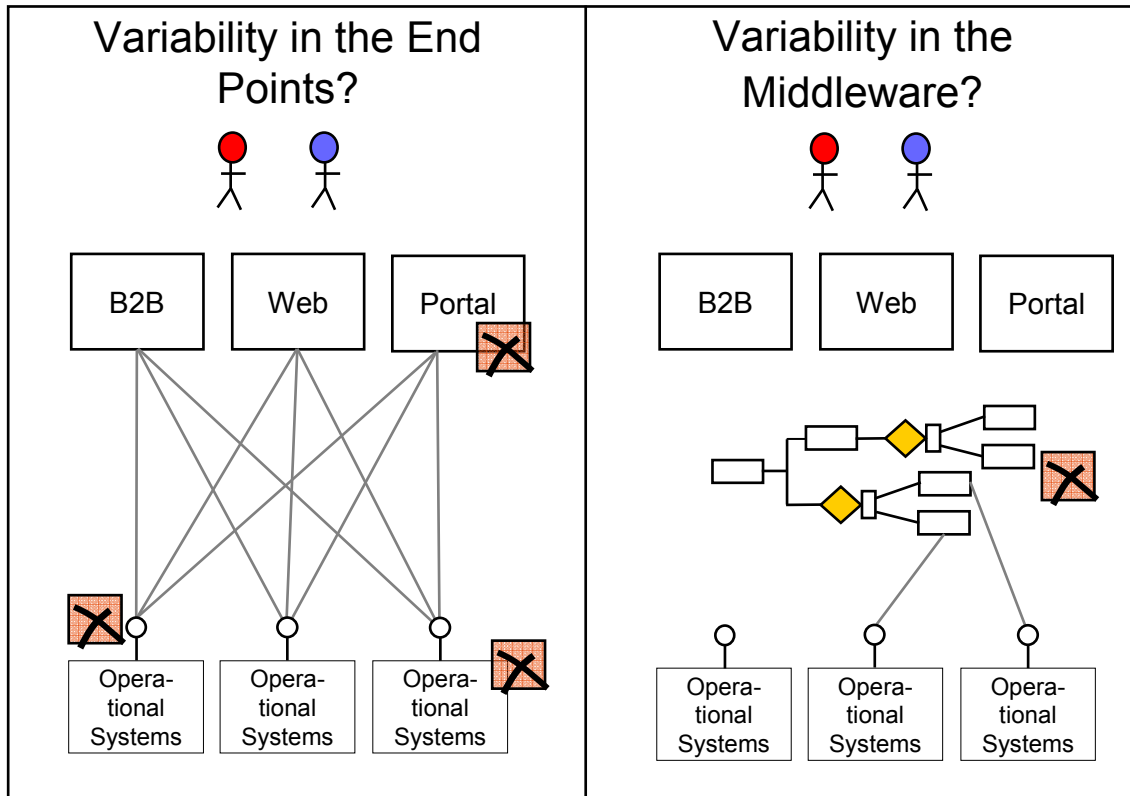 Variability in the End
Points?
B2B
Web
Portal
Opera-
tional
Systems
Opera-
tional
Systems
Opera-
tional
Systems
Variability in the
Middleware?
B2B
Web
Portal
Opera-
tional
Systems
Opera-
tional
Systems
Opera-
tional
Systems